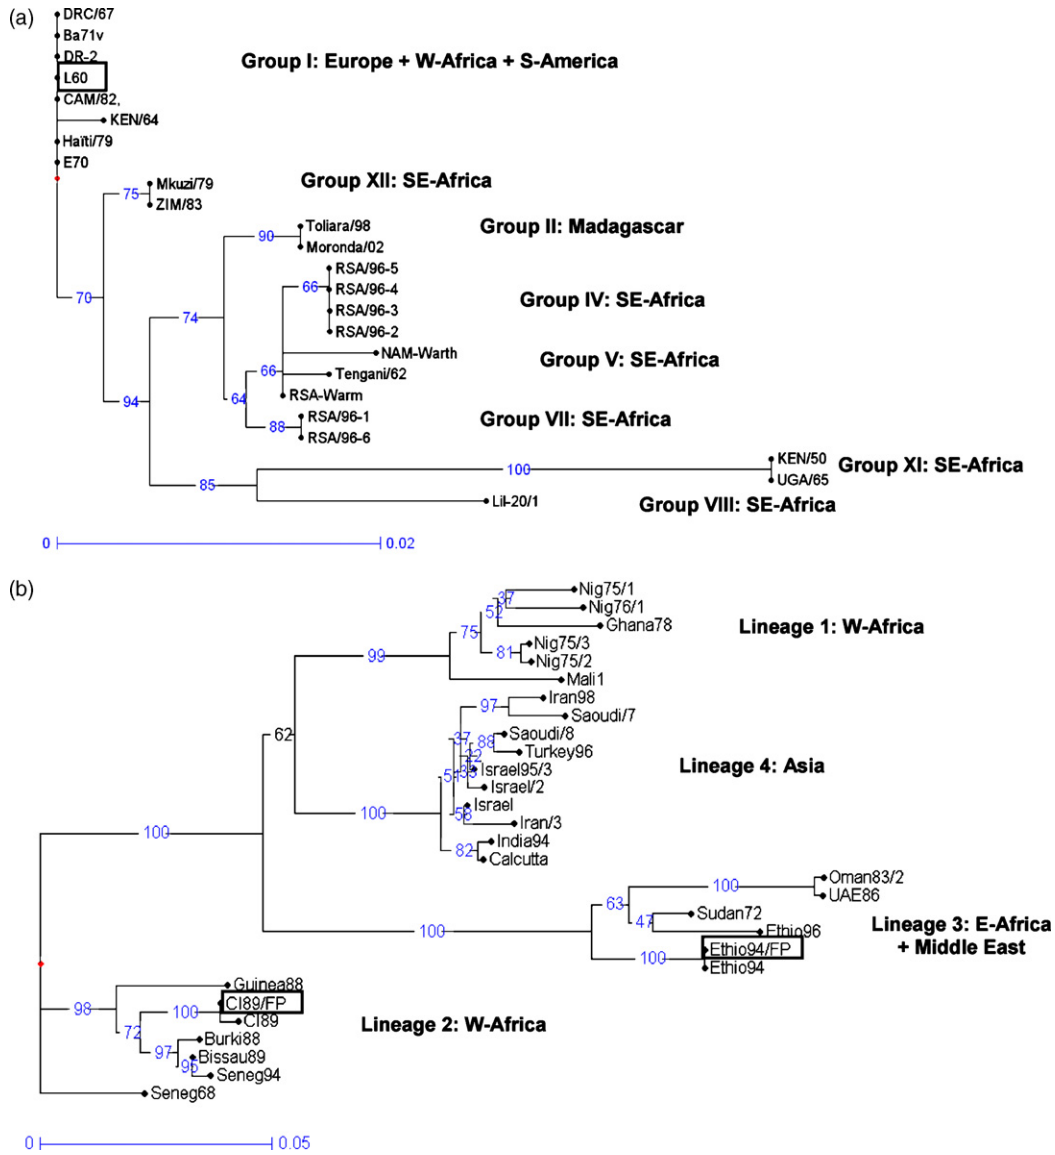 (a)
DRC/67
Ba71v
DR-2
Group I: Europe + W-Africa + S-America
L60
CAM/82,
KEN/64
Haïti/79
E70
75
Mkuzi/79
Group XII: SE-Africa
ZIM/83
Toliara/98
Group II: Madagascar
90
Moronda/02
RSA/96-5
66
RSA/96-4
Group IV: SE-Africa
70
RSA/96-3
74
RSA/96-2
NAM-Warth
Group V: SE-Africa
66
Tengani/62
64
RSA-Warm
94
RSA/96-1
Group VII: SE-Africa
88
RSA/96-6
KEN/50
100
Group XI: SE-Africa
UGA/65
85
Lil-20/1
Group VIII: SE-Africa
0
0.02
(b)
Nig75/1
37
Nig76/1
52
Ghana78
Lineage 1: W-Africa
75
Nig75/3
81
Nig75/2
99
Mali1
Iran98
97
Saoudi/7
62
Saoudi/8
37
88
Turkey96
22
Israel95/3
Lineage 4: Asia
51
33
Israel/2
Israel
100
58
Iran/3
100
India94
82
Calcutta
Oman83/2
100
UAE86
63
Sudan72
47
Ethio96
Lineage 3: E-Africa
+ Middle East
100
Ethio94/FP
100
Ethio94
Guinea88
98
CI89/FP
100
CI89
Lineage 2: W-Africa
72
Burki88
97
Bissau89
95
Seneg94
Seneg68
0
0.05